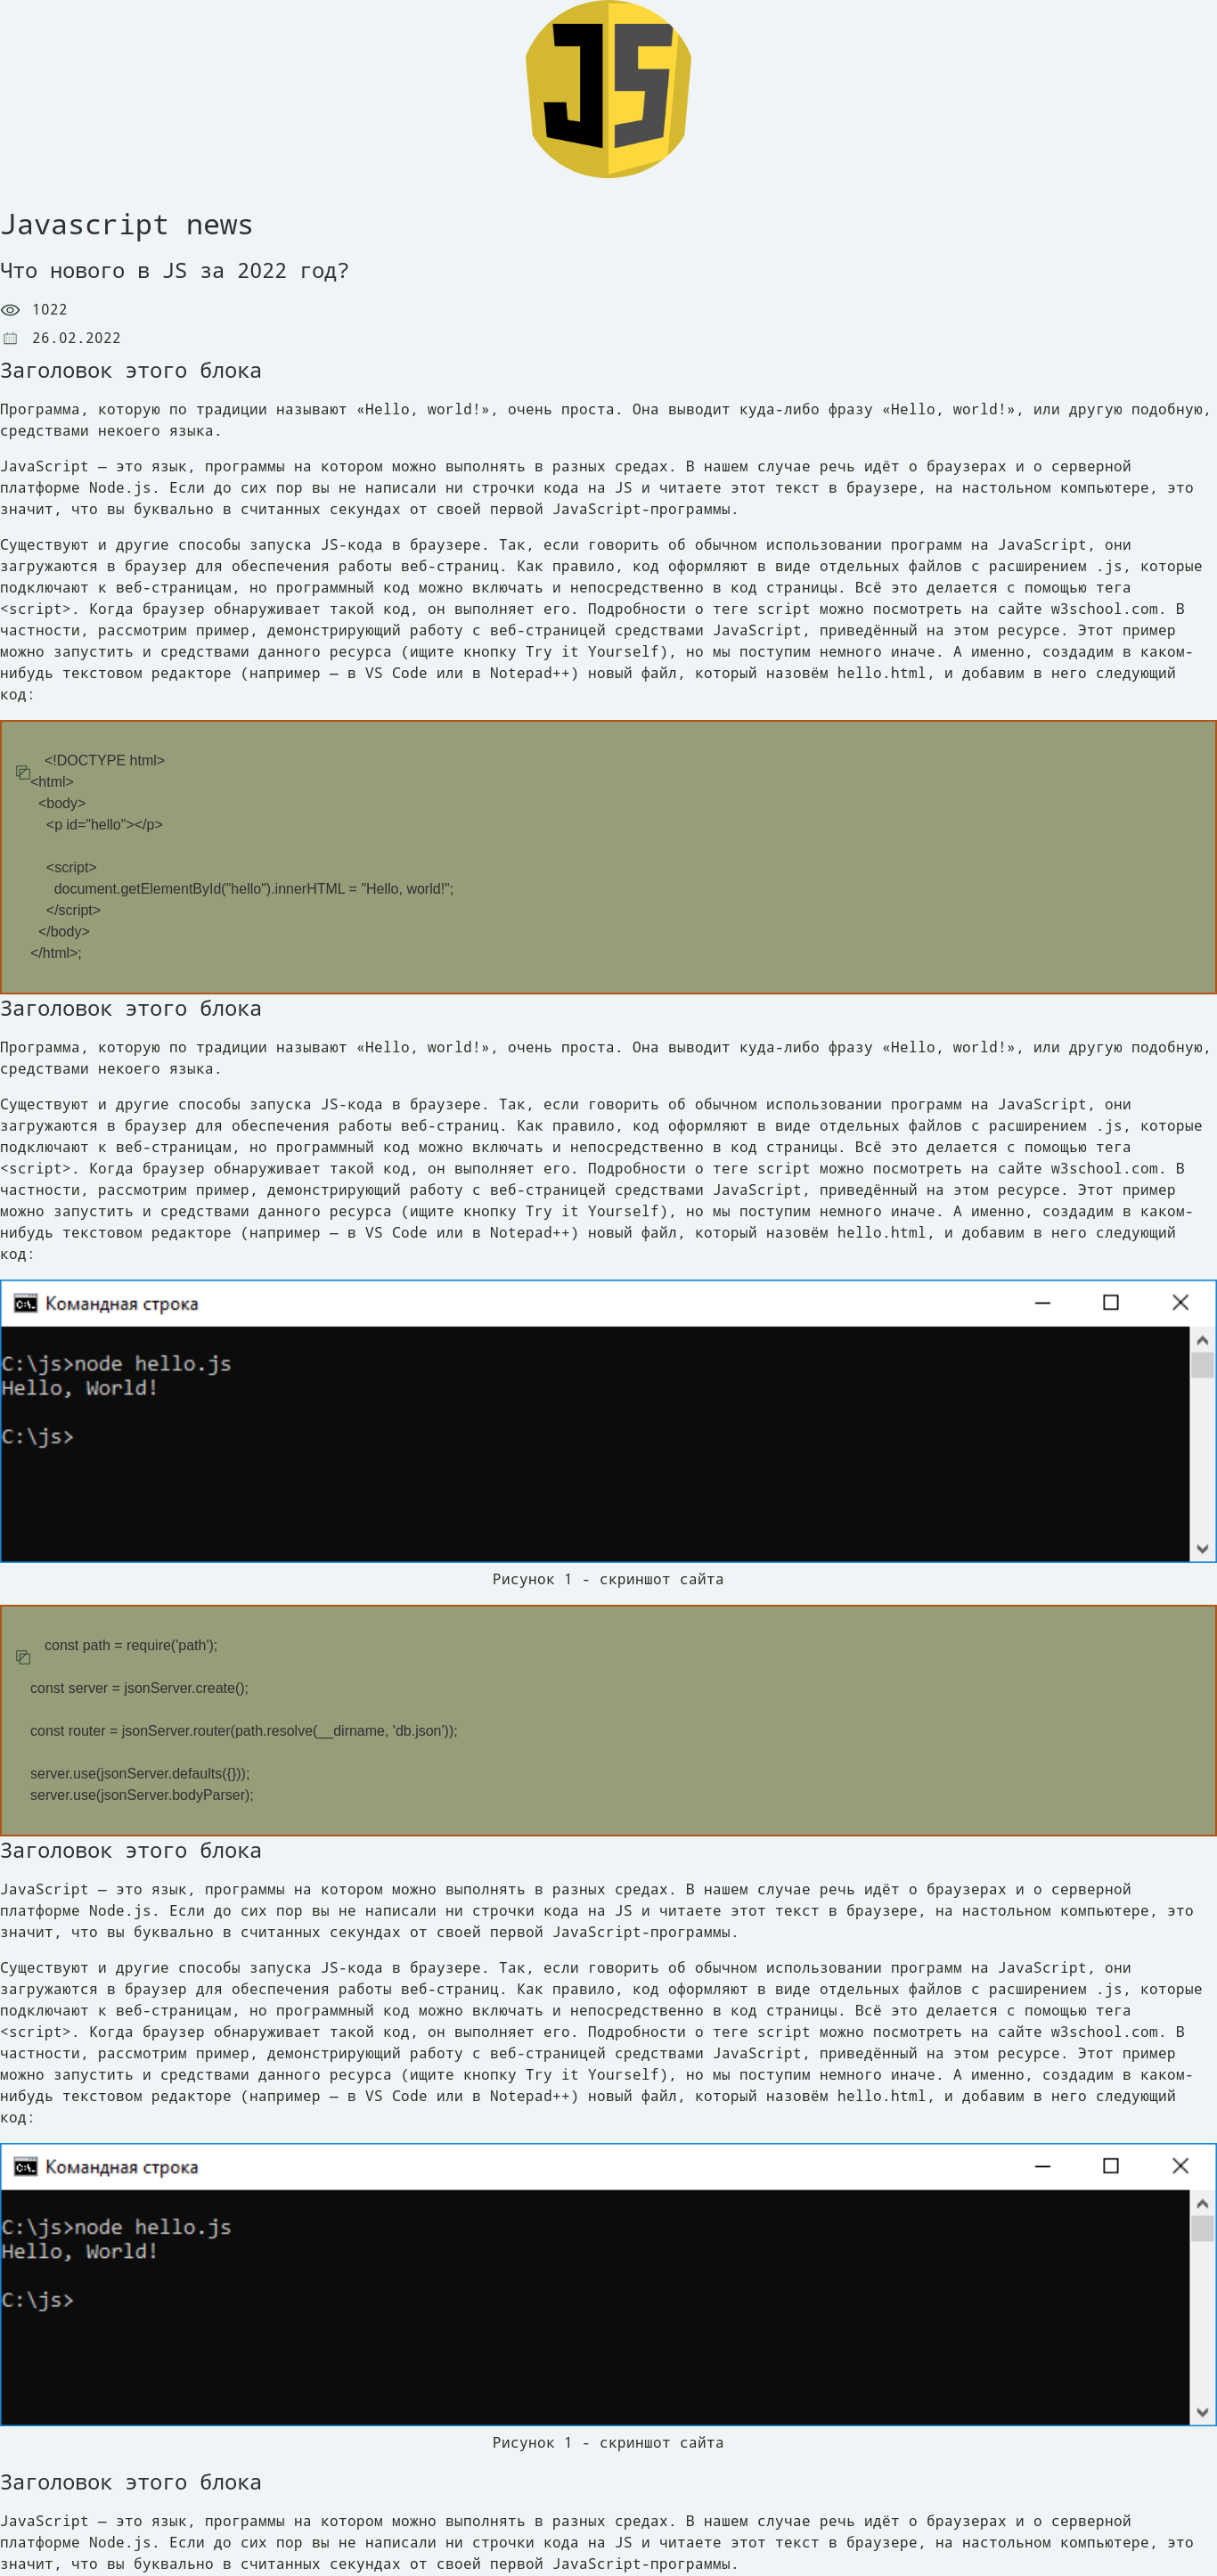 JS
Javascript news
Что нового в JS за 2022 год?
1022
26.02.2022
Заголовок этого блока
Программа, которую по традиции называют «Hello, world!», очень проста. Она выводит куда-либо фразу «Hello, world!», или другую подобную,
средствами некоего языка.
JavaScript — это язык, программы на котором можно выполнять в разных средах. В нашем случае речь идёт о браузерах и о серверной
платформе Node.js. Если до сих пор вы не написали ни строчки кода на JS и читаете этот текст в браузере, на настольном компьютере, это
значит, что вы буквально в считанных секундах от своей первой JavaScript-программы.
Существуют и другие способы запуска JS-кода в браузере. Так, если говорить об обычном использовании программ на JavaScript, они
загружаются в браузер для обеспечения работы веб-страниц. Как правило, код оформляют в виде отдельных файлов с расширением .js, которые
подключают к веб-страницам, но программный код можно включать и непосредственно в код страницы. Всё это делается с помощью тега
<script>. Когда браузер обнаруживает такой код, он выполняет его. Подробности о теге script можно посмотреть на сайте w3school.com. В
частности, рассмотрим пример, демонстрирующий работу с веб-страницей средствами JavaScript, приведённый на этом ресурсе. Этот пример
можно запустить и средствами данного ресурса (ищите кнопку Try it Yourself), но мы поступим немного иначе. А именно, создадим в каком-
нибудь текстовом редакторе (например — в VS Code или в Notepad++) новый файл, который назовём hello.html, и добавим в него следующий
код:
<!DOCTYPE html>
<html>
<body>
<p id="hello"></p>
<script>
document.getElementById("hello").innerHTML = "Hello, world!";
</script>
</body>
</html>;
Заголовок этого блока
Программа, которую по традиции называют «Hello, world!», очень проста. Она выводит куда-либо фразу «Hello, world!», или другую подобную,
средствами некоего языка.
Существуют и другие способы запуска JS-кода в браузере. Так, если говорить об обычном использовании программ на JavaScript, они
загружаются в браузер для обеспечения работы веб-страниц. Как правило, код оформляют в виде отдельных файлов с расширением .js, которые
подключают к веб-страницам, но программный код можно включать и непосредственно в код страницы. Всё это делается с помощью тега
<script>. Когда браузер обнаруживает такой код, он выполняет его. Подробности о теге script можно посмотреть на сайте w3school.com. В
частности, рассмотрим пример, демонстрирующий работу с веб-страницей средствами JavaScript, приведённый на этом ресурсе. Этот пример
можно запустить и средствами данного ресурса (ищите кнопку Try it Yourself), но мы поступим немного иначе. А именно, создадим в каком-
нибудь текстовом редакторе (например — в VS Code или в Notepad++) новый файл, который назовём hello.html, и добавим в него следующий
код:
Командная строка
C:\js>node hello.js
Hello, World!
C:\js>
Рисунок 1 - скриншот сайта
const path = require('path');
const server = jsonServer.create();
const router = jsonServer.router(path.resolve(__dirname, 'db.json'));
server.use(jsonServer.defaults({}));
server.use(jsonServer.bodyParser);
Заголовок этого блока
JavaScript — это язык, программы на котором можно выполнять в разных средах. В нашем случае речь идёт о браузерах и о серверной
платформе Node.js. Если до сих пор вы не написали ни строчки кода на JS и читаете этот текст в браузере, на настольном компьютере, это
значит, что вы буквально в считанных секундах от своей первой JavaScript-программы.
Существуют и другие способы запуска JS-кода в браузере. Так, если говорить об обычном использовании программ на JavaScript, они
загружаются в браузер для обеспечения работы веб-страниц. Как правило, код оформляют в виде отдельных файлов с расширением .js, которые
подключают к веб-страницам, но программный код можно включать и непосредственно в код страницы. Всё это делается с помощью тега
<script>. Когда браузер обнаруживает такой код, он выполняет его. Подробности о теге script можно посмотреть на сайте w3school.com. В
частности, рассмотрим пример, демонстрирующий работу с веб-страницей средствами JavaScript, приведённый на этом ресурсе. Этот пример
можно запустить и средствами данного ресурса (ищите кнопку Try it Yourself), но мы поступим немного иначе. А именно, создадим в каком-
нибудь текстовом редакторе (например — в VS Code или в Notepad++) новый файл, который назовём hello.html, и добавим в него следующий
код:
Командная строка
C:\js>node hello.js
Hello, World!
C:\js>
Рисунок 1 - скриншот сайта
Заголовок этого блока
JavaScript — это язык, программы на котором можно выполнять в разных средах. В нашем случае речь идёт о браузерах и о серверной
платформе Node.js. Если до сих пор вы не написали ни строчки кода на JS и читаете этот текст в браузере, на настольном компьютере, это
значит, что вы буквально в считанных секундах от своей первой JavaScript-программы.